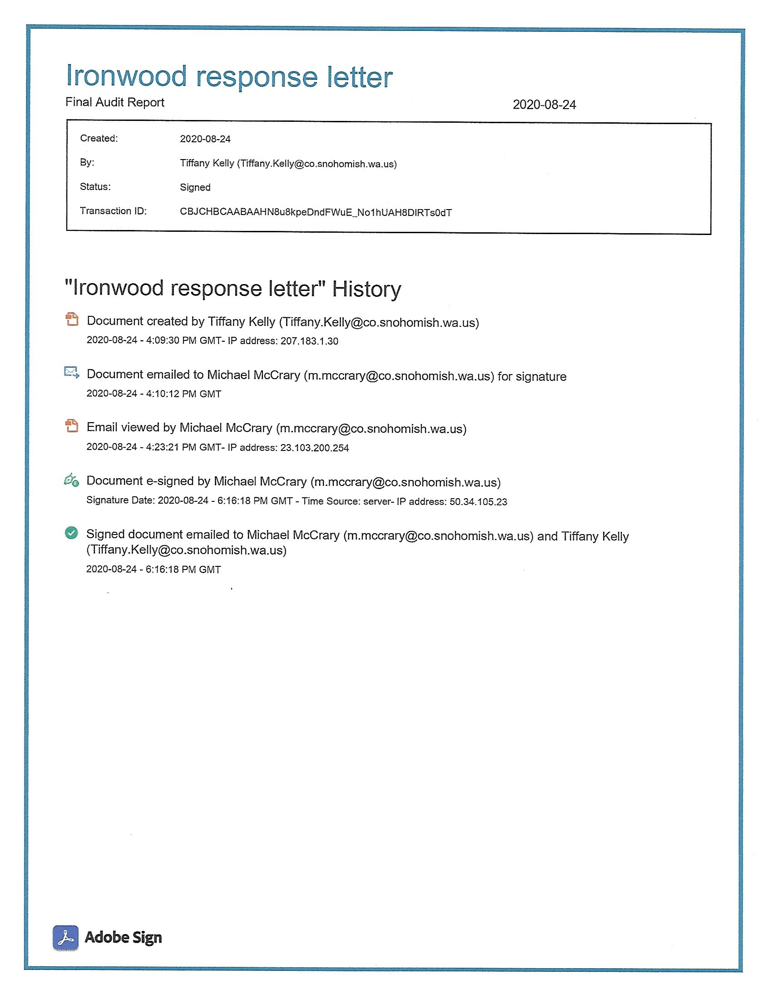 Ironwood response letter
Final Audit Report
2020-08-24
Created:
2020-08-24
By:
Tiffany Kelly (Tiffany.Kelly@co.snohomish.wa.us)
Status:
Signed
Transaction ID:
CBJCHBCAABAAHN8u8kpeDndFWuE_No1hUAH8DIRTs0dT
"Ironwood response letter" History
Document created by Tiffany Kelly (Tiffany.Kelly@co.snohomish.wa.us)
2020-08-24 - 4:09:30 PM GMT- IP address: 207.183.1.30
Document emailed to Michael McCrary (m.mccrary@co.snohomish.wa.us) for signature
2020-08-24 - 4:10:12 PM GMT
Email viewed by Michael McCrary (m.mccrary@co.snohomish.wa.us)
2020-08-24 - 4:23:21 PM GMT- IP address: 23.103.200.254
Document e-signed by Michael McCrary (m.mccrary@co.snohomish.wa.us)
Signature Date: 2020-08-24 - 6:16:18 PM GMT - Time Source: server- IP address: 50.34.105.23
Signed document emailed to Michael McCrary (m.mccrary@co.snohomish.wa.us) and Tiffany Kelly
(Tiffany.Kelly@co.snohomish.wa.us)
2020-08-24 - 6:16:18 PM GMT
Adobe Sign